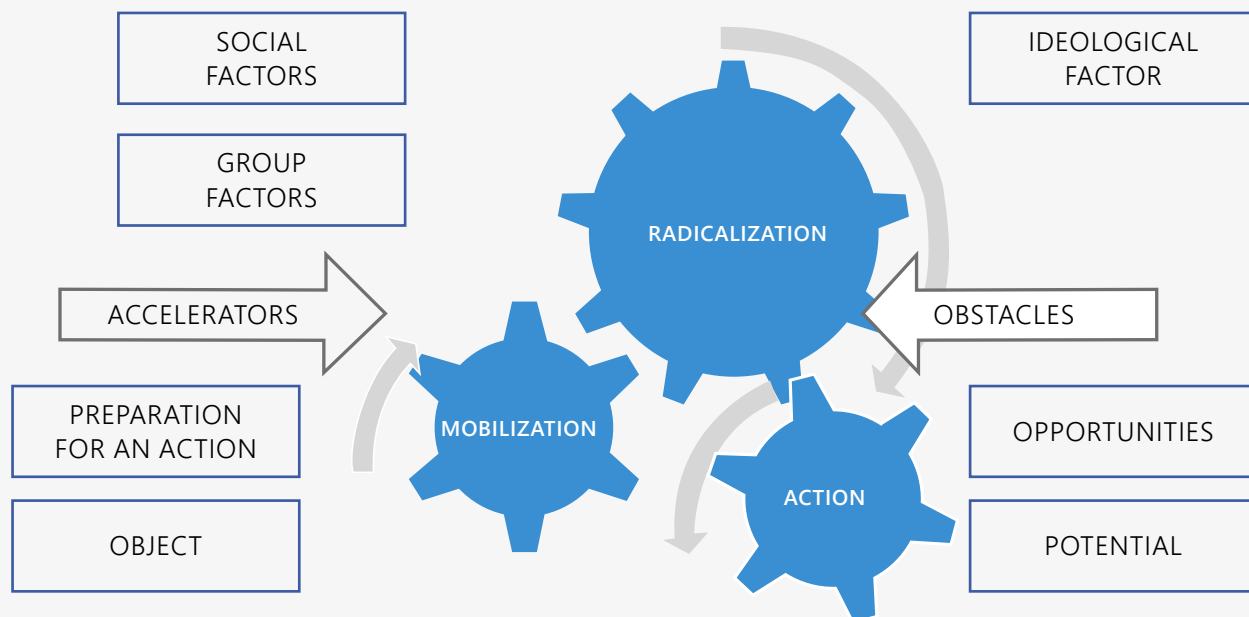 SOCIAL
FACTORS
IDEOLOGICAL
FACTOR
GROUP
FACTORS
RADICALIZATION
ACCELERATORS
OBSTACLES
PREPARATION
FOR AN ACTION
MOBILIZATION
OPPORTUNITIES
ACTION
OBJECT
POTENTIAL